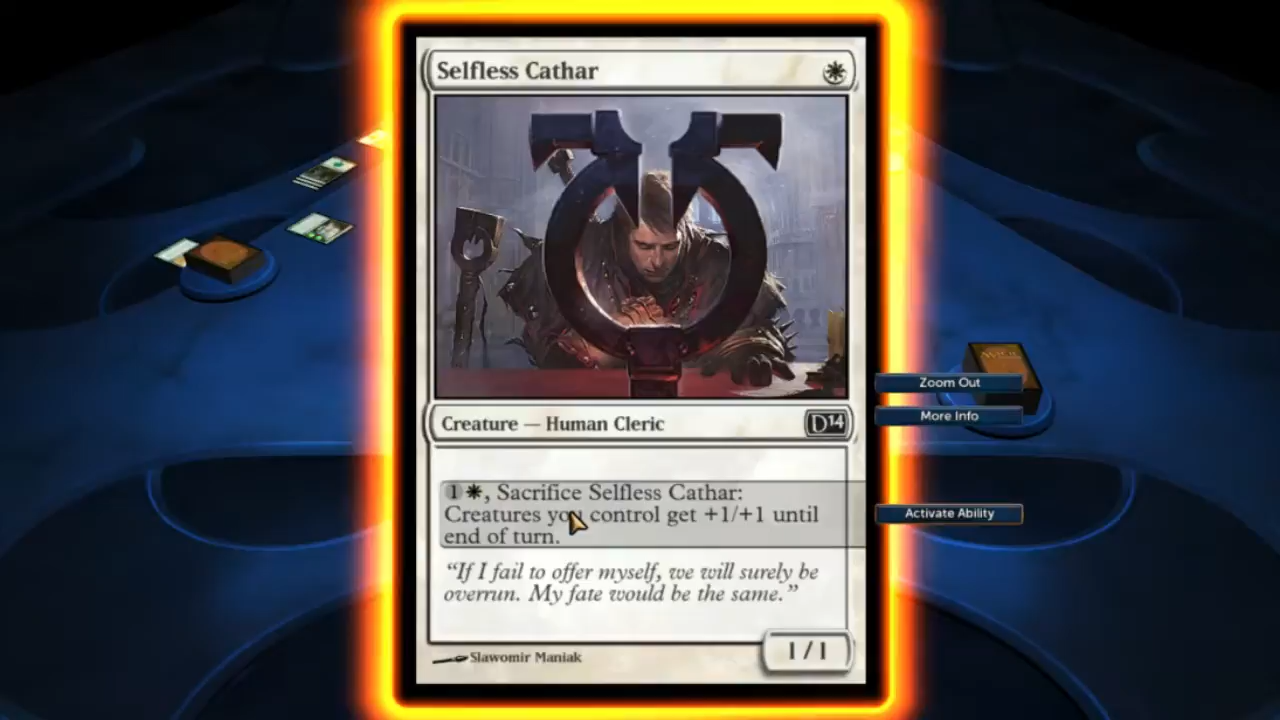 Selfless Cathar
Creature — Human Cleric
D14
1 , Sacrifice Selfless Cathar:
Creatures you control get +1/+1 until
end of turn.
“If I fail to offer myself, we will surely be
overrun. My fate would be the same.”
1/1
Slawomir Maniak
Zoom Out
More Info
Activate Ability